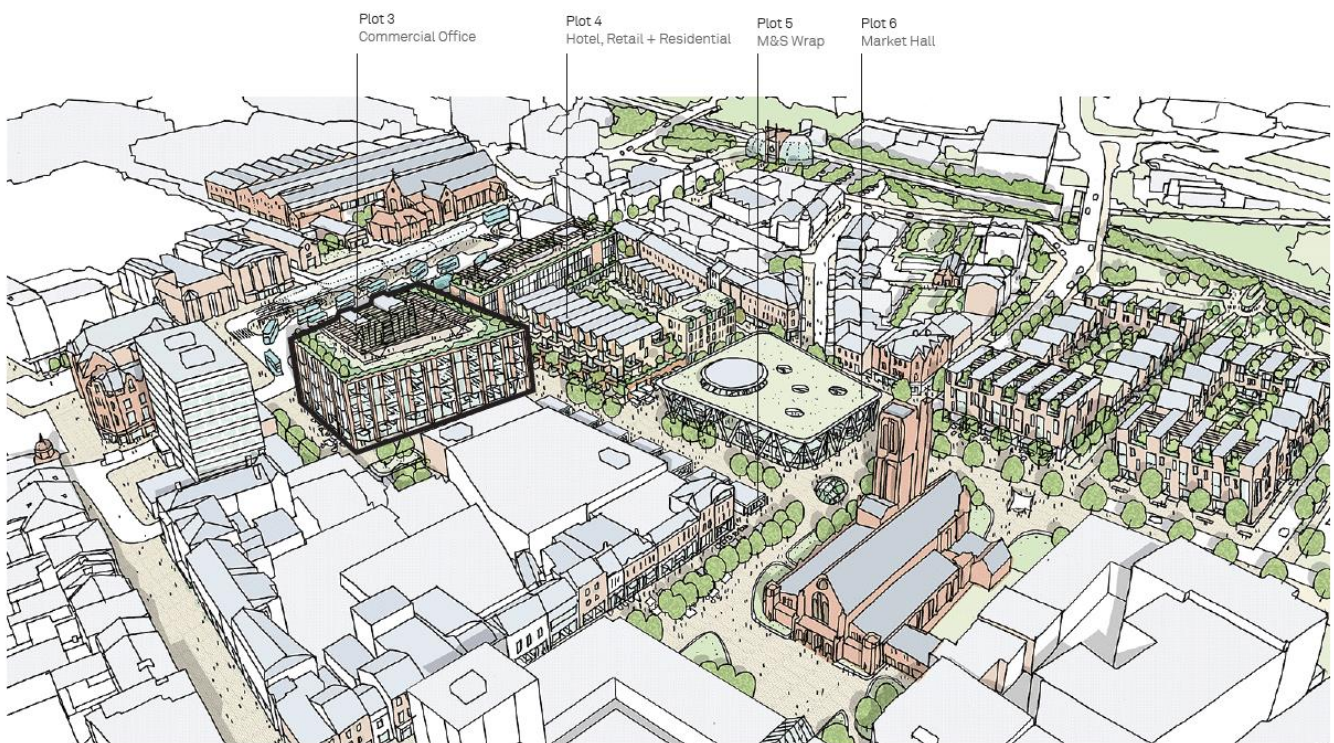 Plot 3
Commercial Office
Plot 4
Hotel, Retail + Residential
Plot 5
M&S Wrap
Plot 6
Market Hall